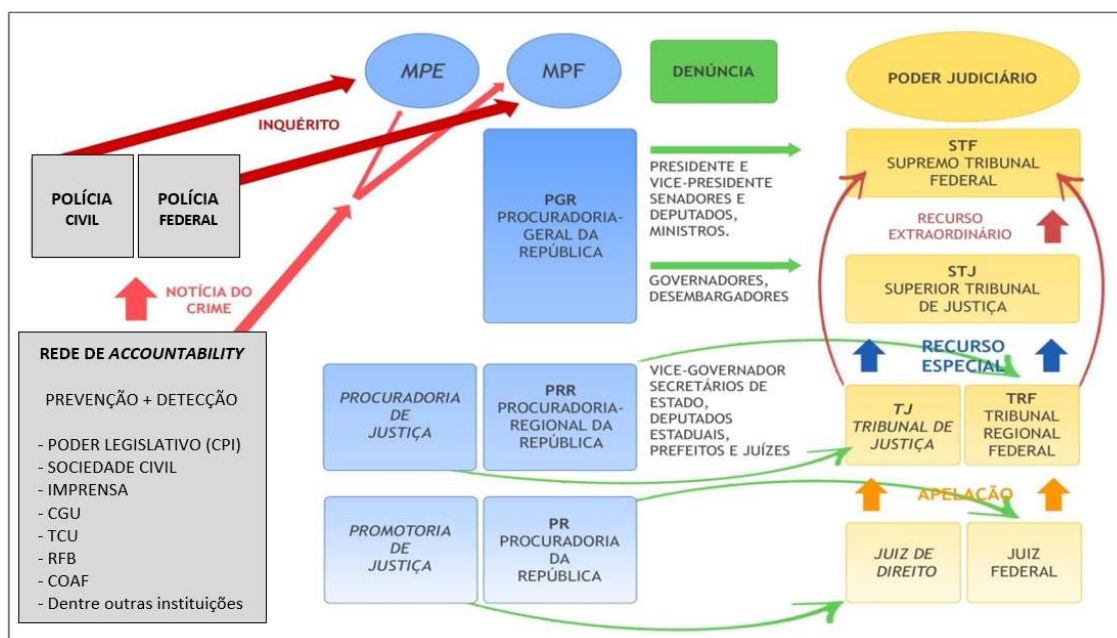 MPE
MPF
DENÚNCIA
PODER JUDICIÁRIO
INQUÉRITO
POLÍCIA
CIVIL
POLÍCIA
FEDERAL
NOTÍCIA DO
CRIME
REDE DE ACCOUNTABILITY
PREVENÇÃO + DETECÇÃO
- PODER LEGISLATIVO (CPI)
- SOCIEDADE CIVIL
- IMPRENSA
- CGU
- TCU
- RFB
- COAF
- Dentre outras instituições
PGR
PROCURADORIA-
GERAL DA
REPÚBLICA
PRESIDENTE E
VICE-PRESIDENTE
SENADORES E
DEPUTADOS,
MINISTROS.
GOVERNADORES,
DESEMBARGADORES
STF
SUPREMO TRIBUNAL
FEDERAL
RECURSO
EXTRAORDINÁRIO
STJ
SUPERIOR TRIBUNAL
DE JUSTIÇA
RECURSO
ESPECIAL
PROCURADORIA
DE
JUSTIÇA
PRR
PROCURADORIA-
REGIONAL DA
REPÚBLICA
VICE-GOVERNADOR
SECRETÁRIOS DE
ESTADO,
DEPUTADOS
ESTADUAIS,
PREFEITOS E JUÍZES
TJ
TRIBUNAL DE
JUSTIÇA
TRF
TRIBUNAL
REGIONAL
FEDERAL
APELAÇÃO
PROMOTORIA
DE
JUSTIÇA
PR
PROCURADORIA
DA
REPÚBLICA
JUIZ DE
DIREITO
JUIZ
FEDERAL